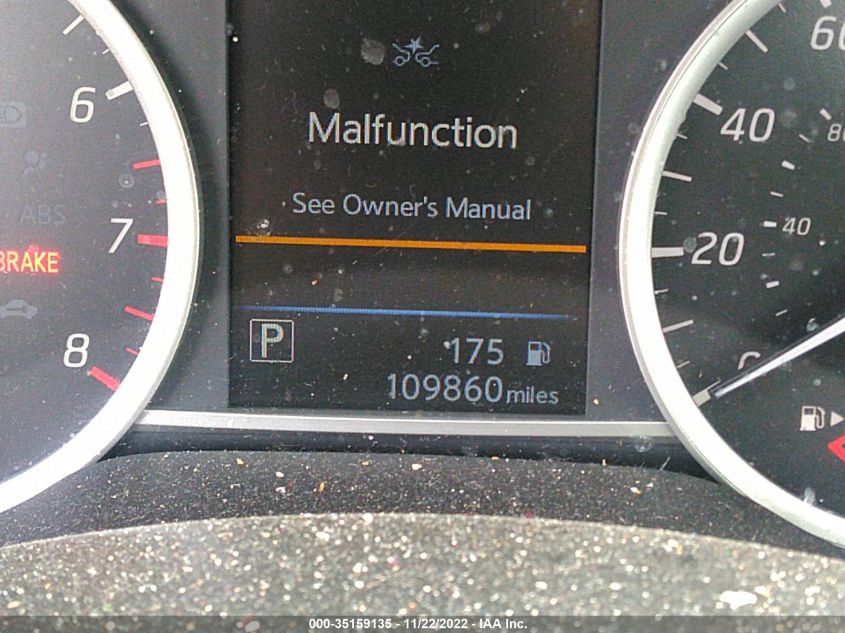 Malfunction
See Owner's Manual
6
7
8
ABS
BRAKE
P
175
109860 miles
60
40
80
20
40
000-35159135 - 11/22/2022 - IAA Inc.